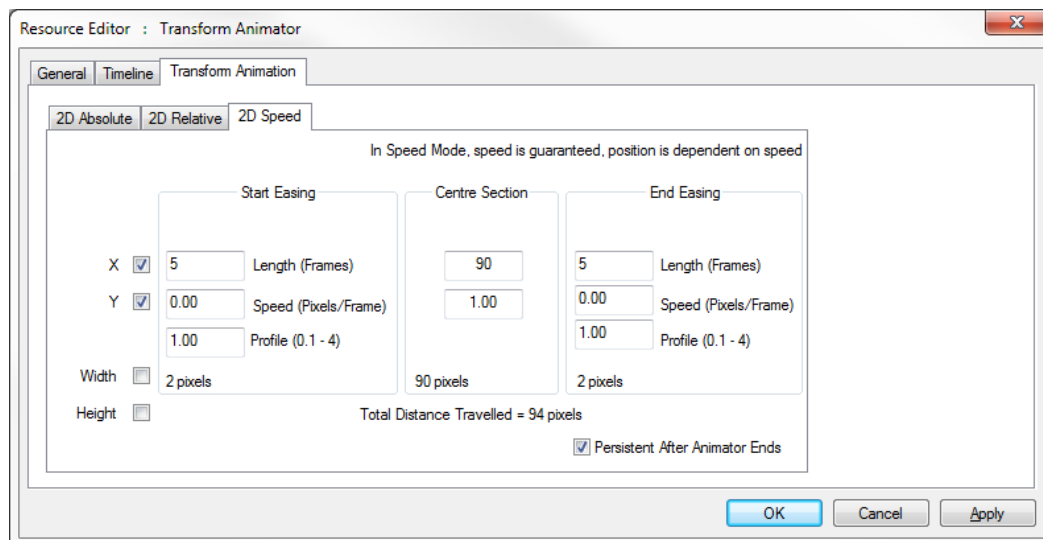 Resource Editor : Transform Animator
General Timeline Transform Animation
2D Absolute 2D Relative 2D Speed
In Speed Mode, speed is guaranteed, position is dependent on speed
Start Easing Centre Section End Easing
X 5 Length (Frames) 90 5 Length (Frames)
Y 0.00 Speed (Pixels/Frame) 1.00 0.00 Speed (Pixels/Frame)
1.00 Profile (0.1 - 4) 1.00 Profile (0.1 - 4)
Width 2 pixels 90 pixels 2 pixels
Height Total Distance Travelled = 94 pixels
Persistent After Animator Ends
OK Cancel Apply